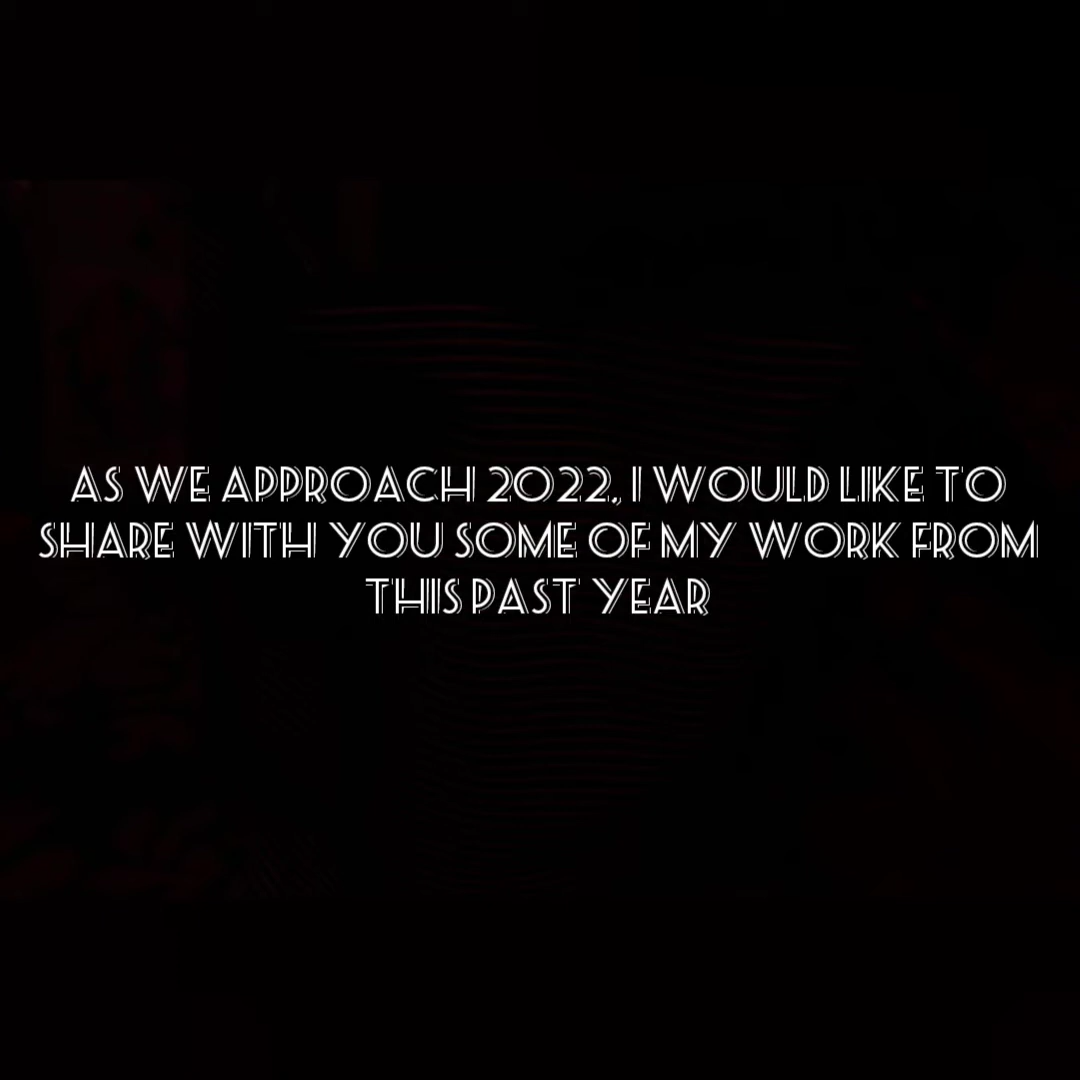 AS WE APPROACH 2022, I WOULD LIKE TO
SHARE WITH YOU SOME OF MY WORK FROM
THIS PAST YEAR